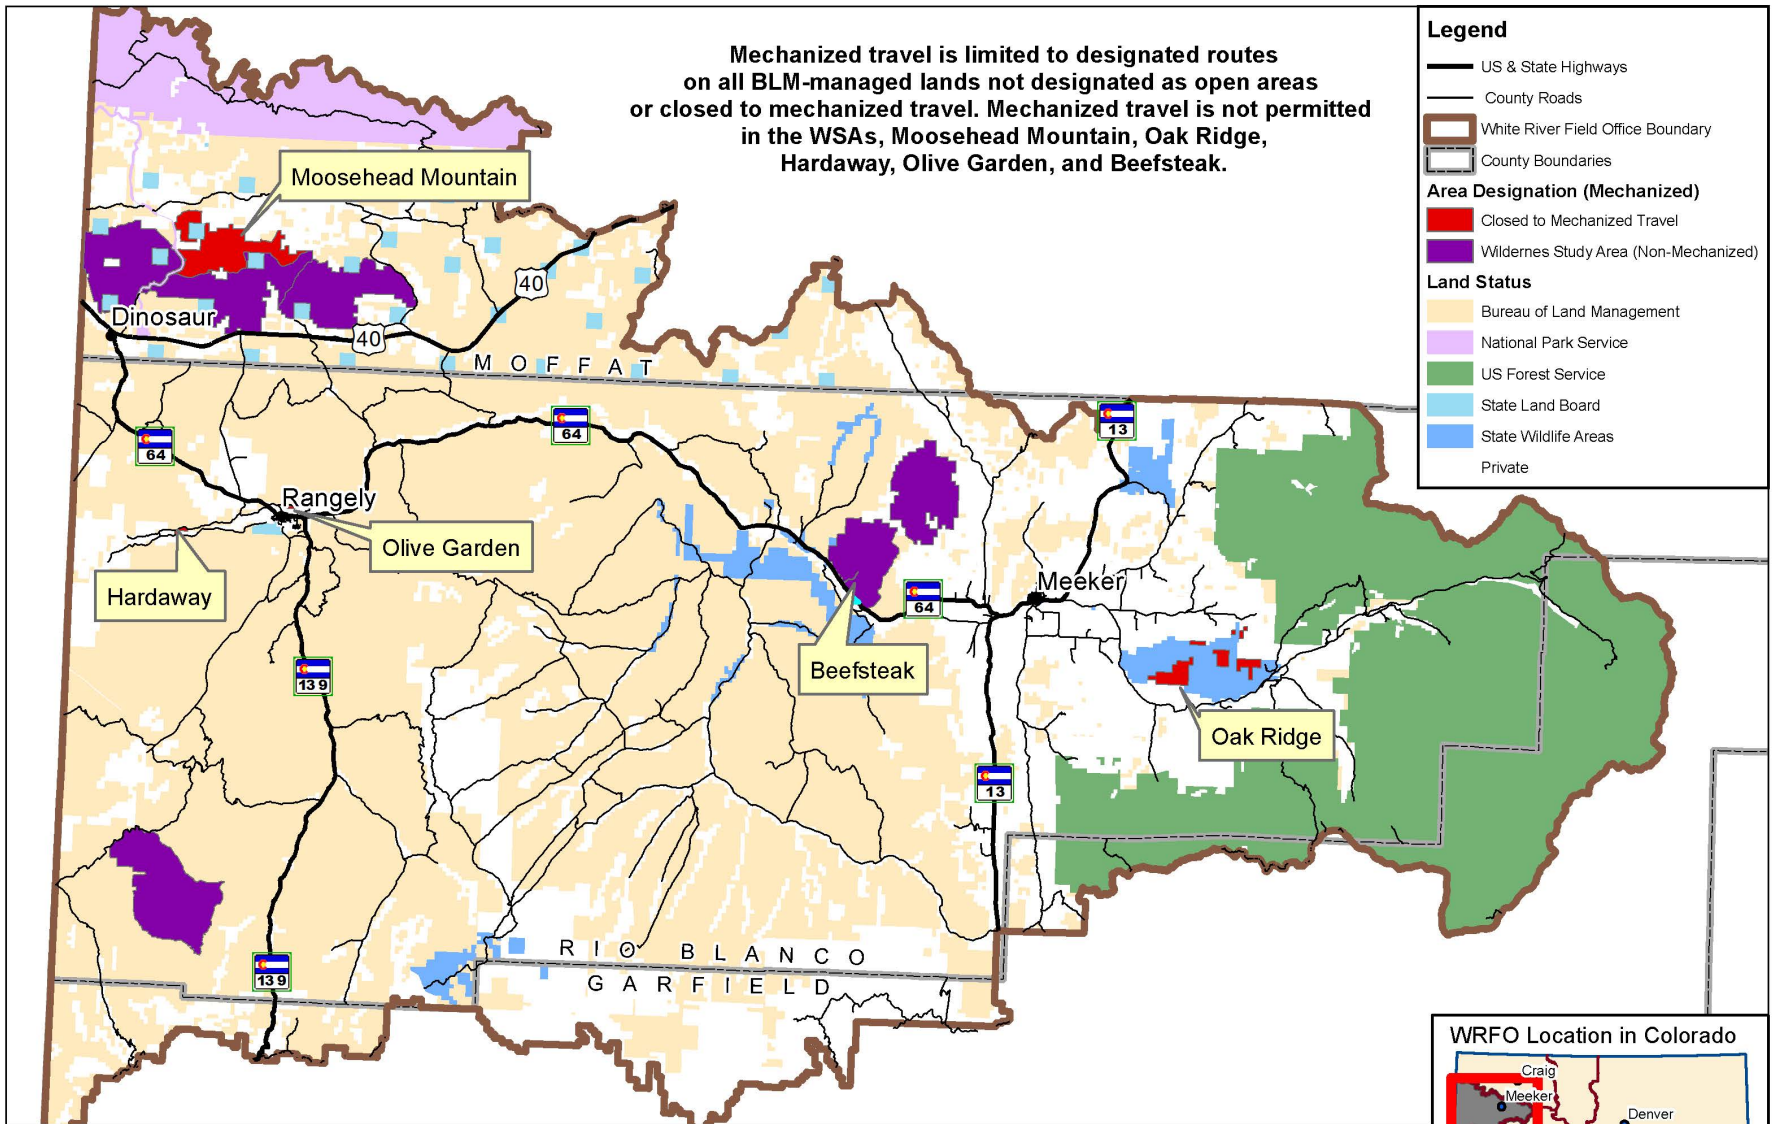 Mechanized travel is limited to designated routes
on all BLM-managed lands not designated as open areas
or closed to mechanized travel. Mechanized travel is not permitted
in the WSAs, Moosehead Mountain, Oak Ridge,
Hardaway, Olive Garden, and Beefsteak.
Legend
US & State Highways
County Roads
White River Field Office Boundary
County Boundaries
Area Designation (Mechanized)
Closed to Mechanized Travel
Wildernes Study Area (Non-Mechanized)
Land Status
Bureau of Land Management
National Park Service
US Forest Service
State Land Board
State Wildlife Areas
Private
Moosehead Mountain
40
Dinosaur
40
MOFFAT
64
64
13
Rangely
Olive Garden
Hardaway
Meeker
64
Beefsteak
139
Oak Ridge
13
RIO BLANCO
139
GARFIELD
WRFO Location in Colorado
Craig
Meeker
Denver